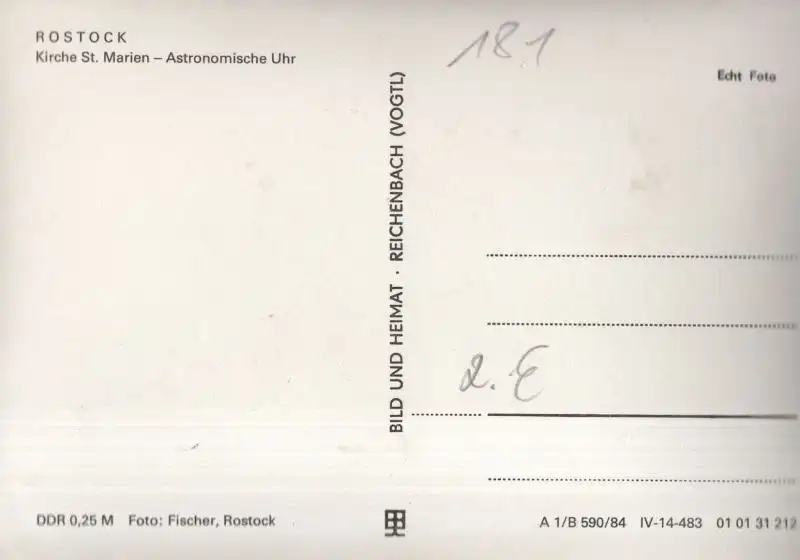 ROSTOCK
Kirche St. Marien – Astronomische Uhr
181
Echt Foto
BILD UND HEIMAT · REICHENBACH (VOGTL)
2.€
DDR 0,25 M Foto: Fischer, Rostock
A 1/B 590/84 IV-14-483 01 01 31 212